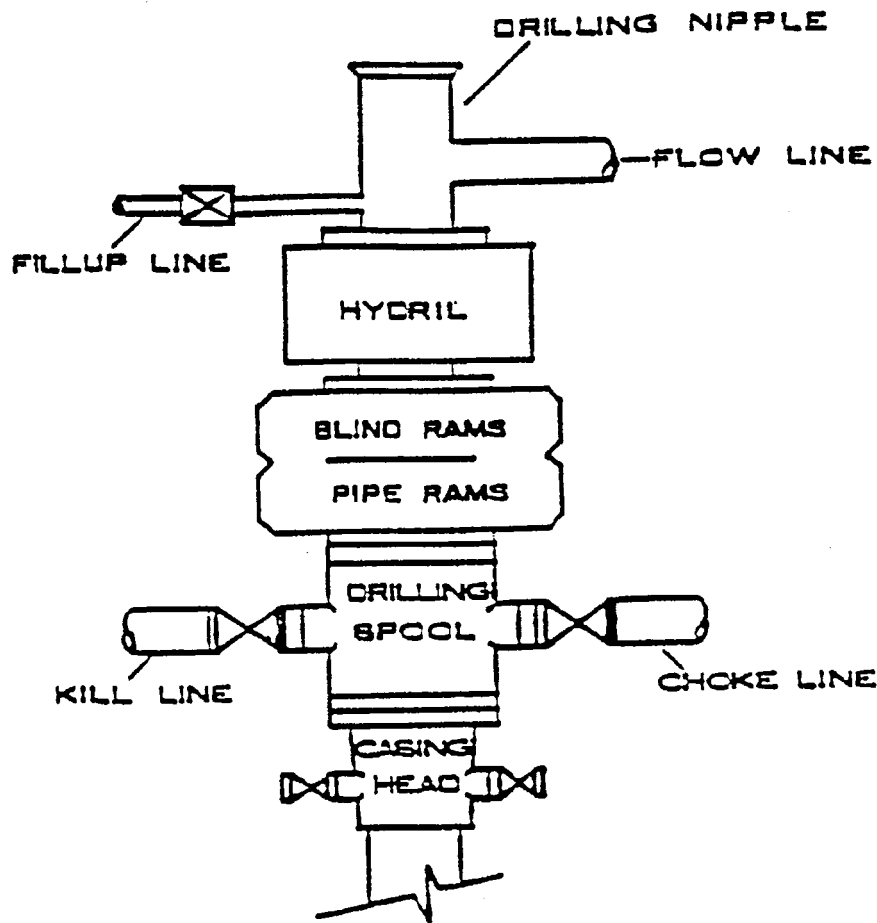 DRILLING NIPPLE
FLOW LINE
FILLUP LINE
HYDRIL
BLIND RAMS
PIPE RAMS
DRILLING
SPOOL
KILL LINE
CHOKE LINE
CASING
HEAD